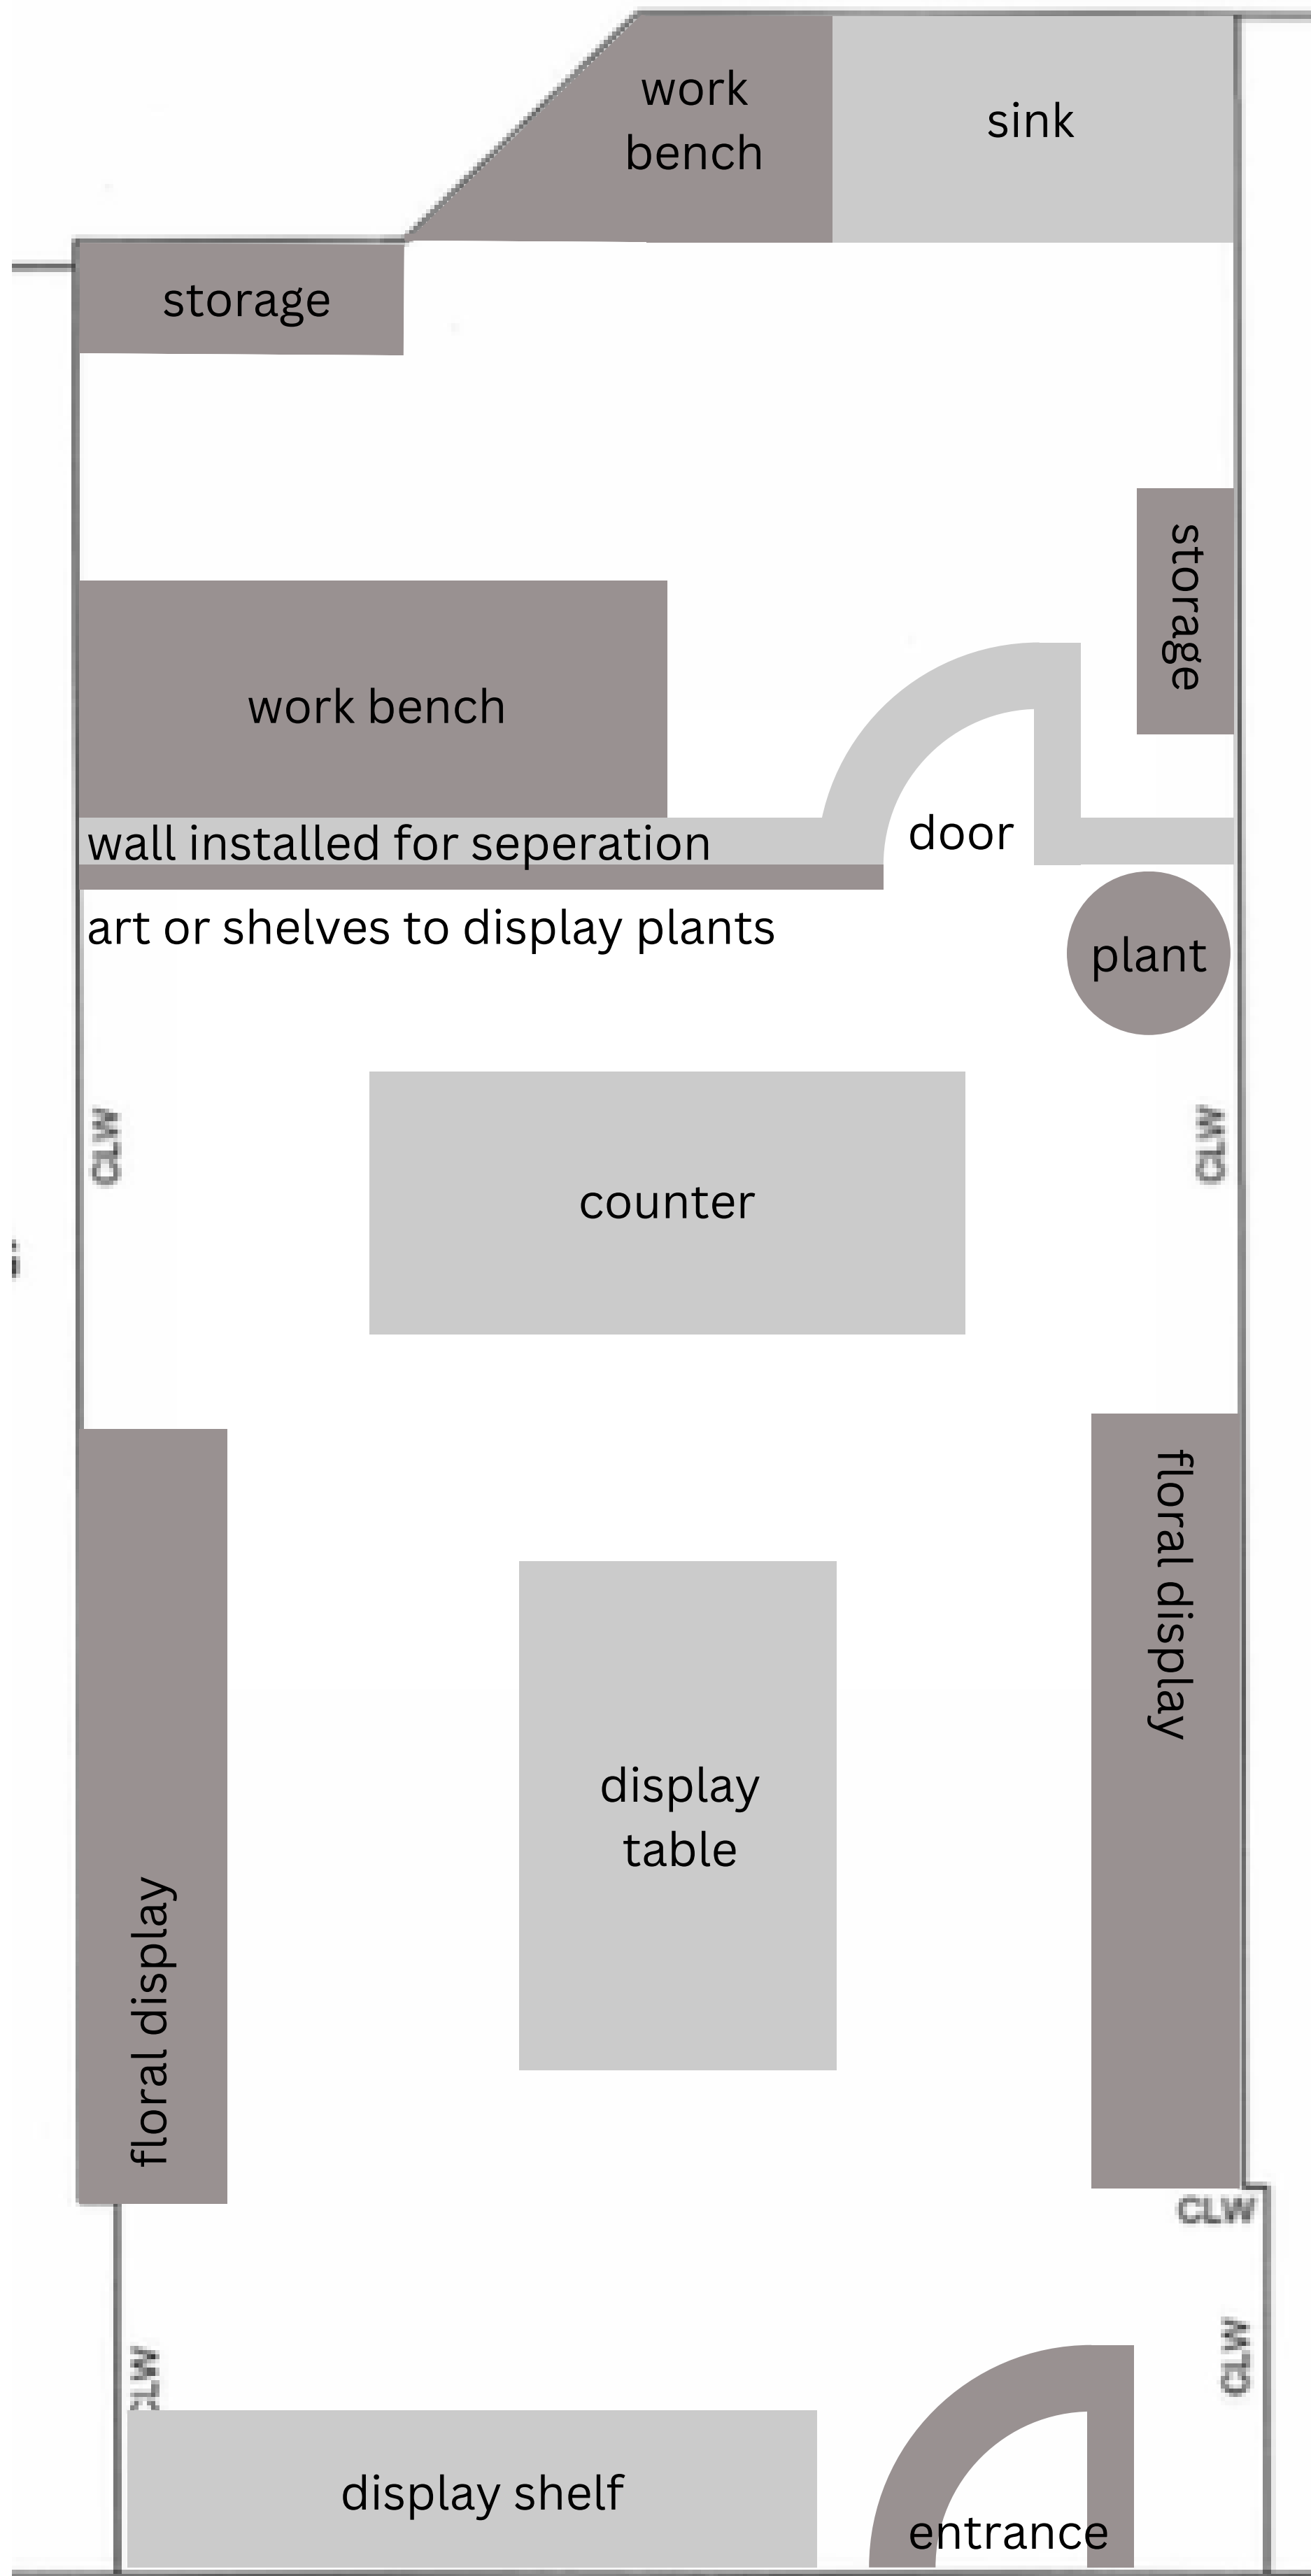 work
bench
sink
storage
storage
work bench
door
wall installed for seperation
art or shelves to display plants
plant
CLW
CLW
counter
floral display
display
table
floral display
CLW
CLW
CLW
display shelf
entrance